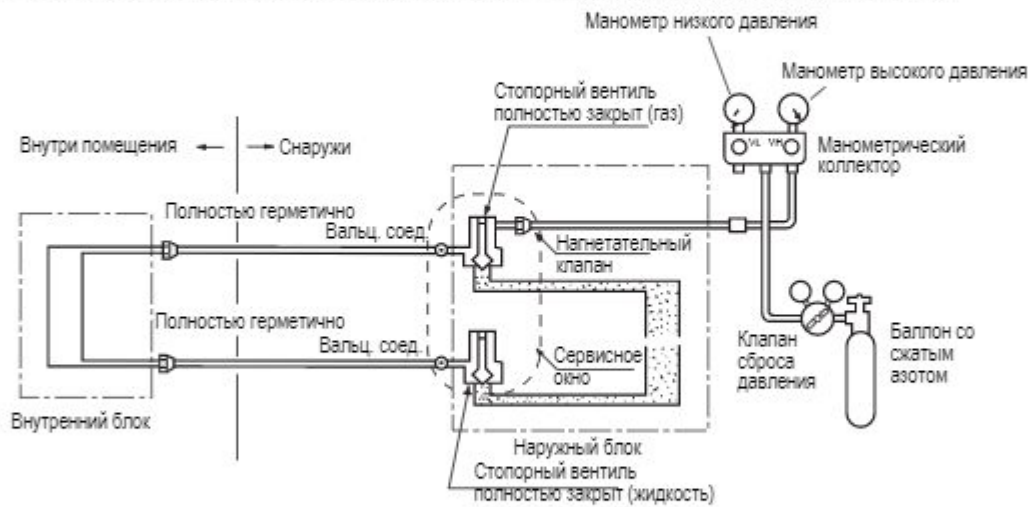 Манометр низкого давления
Манометр высокого давления
Стопорный вентиль
полностью закрыт (газ)
Внутри помещения
Снаружи
VL VH
Манометрический
коллектор
Полностью герметично
Вальц. соед.
Нагнетательный
клапан
Полностью герметично
Вальц. соед.
Сервисное
окно
Клапан
сброса
давления
Баллон со
сжатым
азотом
Внутренний блок
Наружный блок
Стопорный вентиль
полностью закрыт (жидкость)